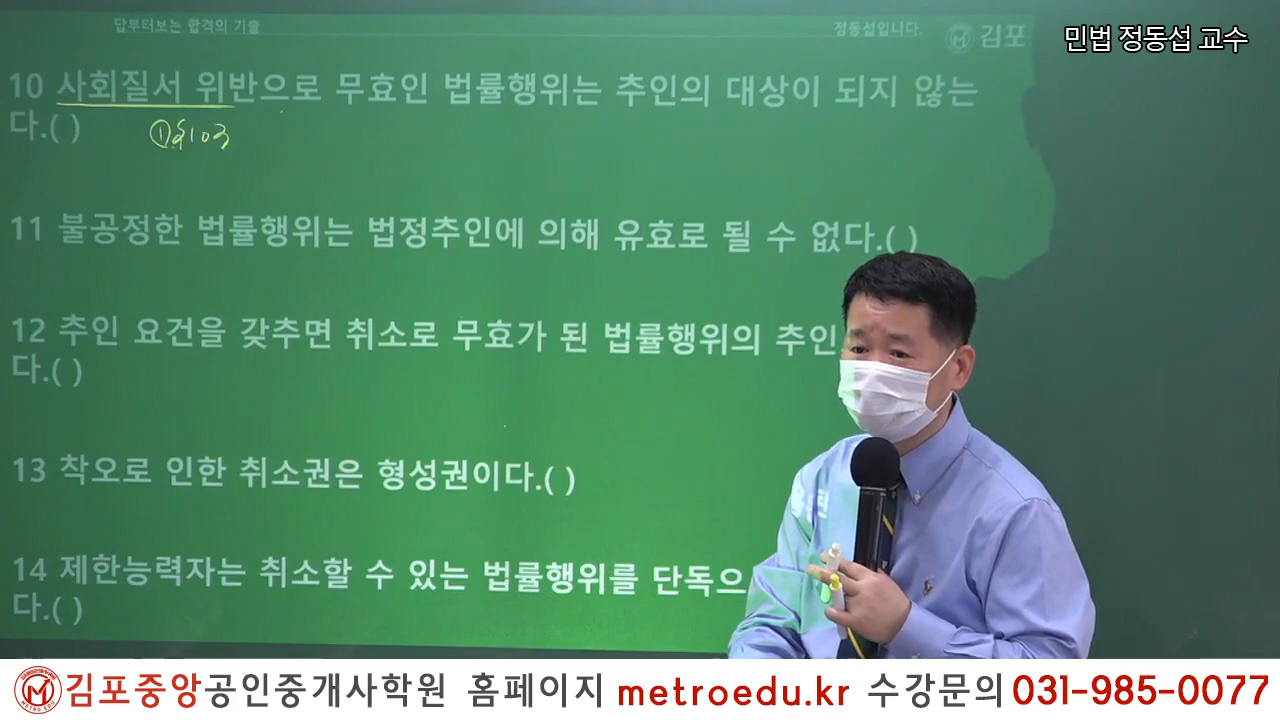 답부터보는 합격의 기술
정동섭입니다.
김포
민법 정동섭 교수
10 사회질서 위반으로 무효인 법률행위는 추인의 대상이 되지 않는
다.( )
①§103
11 불공정한 법률행위는 법정추인에 의해 유효로 될 수 없다.( )
12 추인 요건을 갖추면 취소로 무효가 된 법률행위의 추인
다.( )
13 착오로 인한 취소권은 형성권이다.( )
14 제한능력자는 취소할 수 있는 법률행위를 단독으
다.( )
METRO EDU
김포중앙공인중개사학원 홈페이지 metroedu.kr 수강문의 031-985-0077